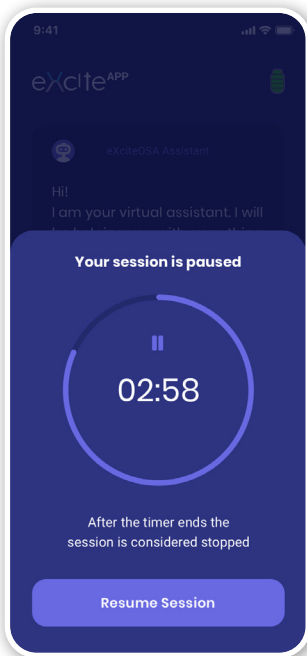 9:41
eXciteAPP
eXciteOSA Assistant
Hi!
I am your virtual assistant. I will
Your session is paused
02:58
After the timer ends the
session is considered stopped
Resume Session